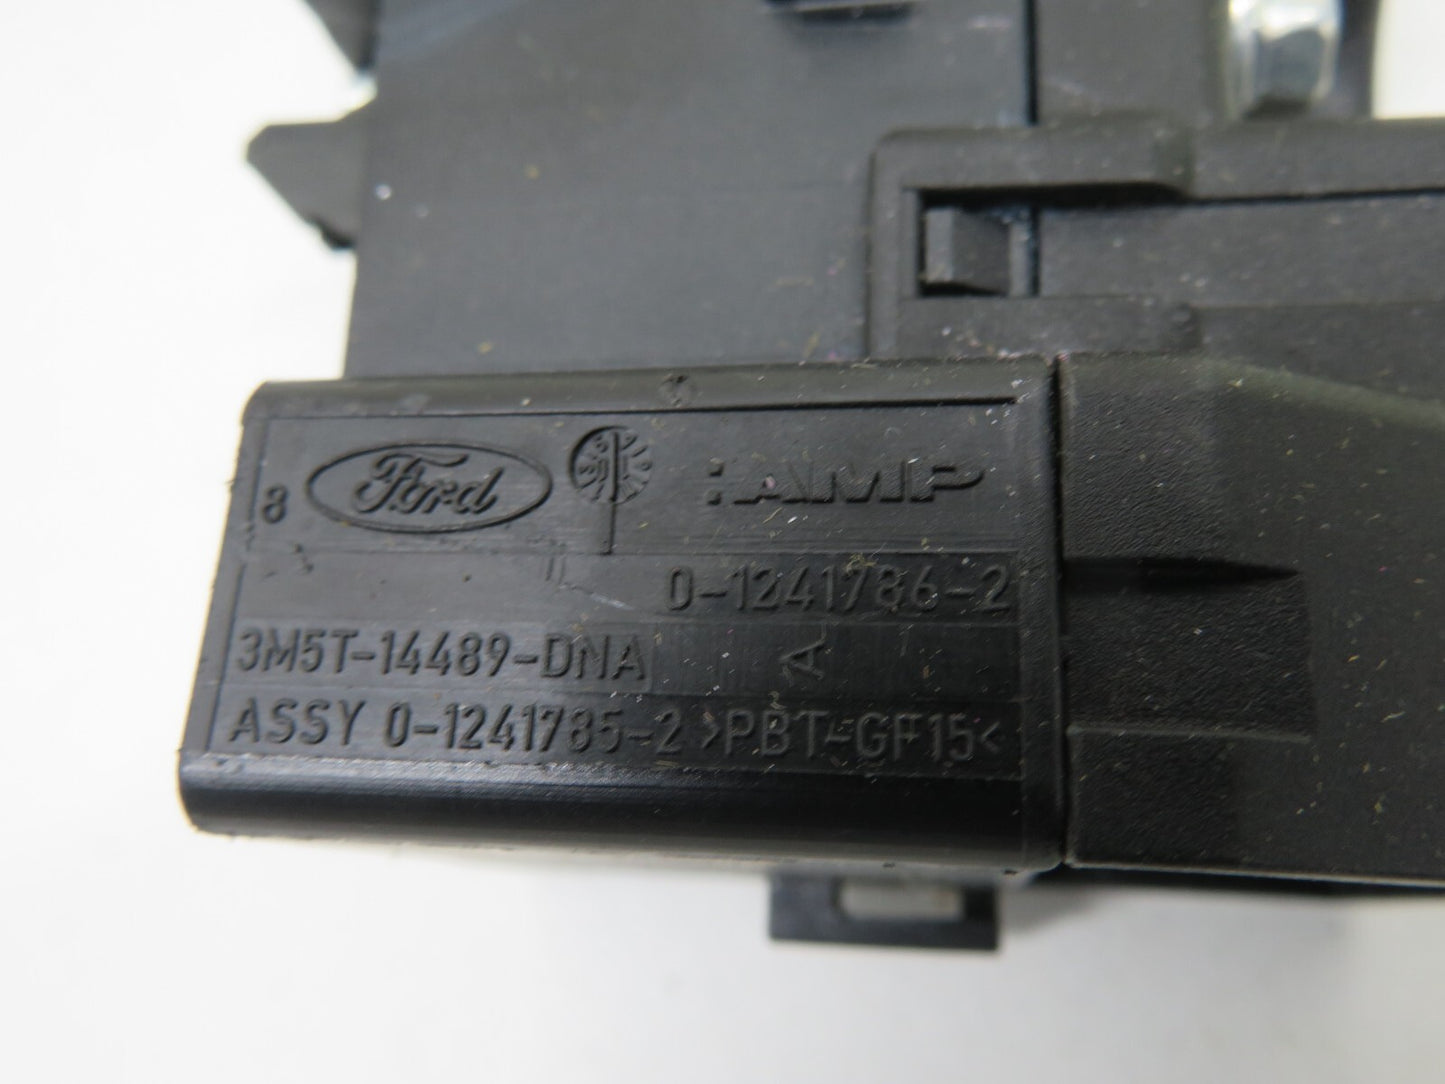 8 Ford :AMP
0-1241786-2
3M5T-14489-DNA A
ASSY 0-1241785-2 >PBT-GF15<